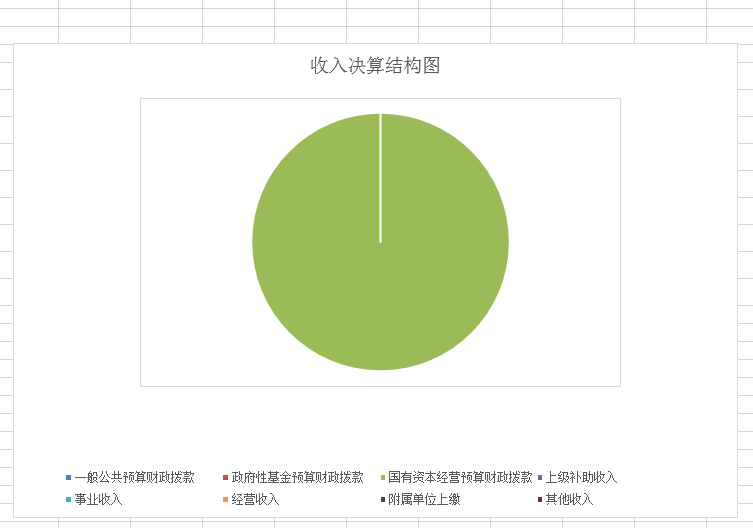 收入决算结构图
一般公共预算财政拨款 政府性基金预算财政拨款 国有资本经营预算财政拨款 上级补助收入
事业收入 经营收入 附属单位上缴 其他收入